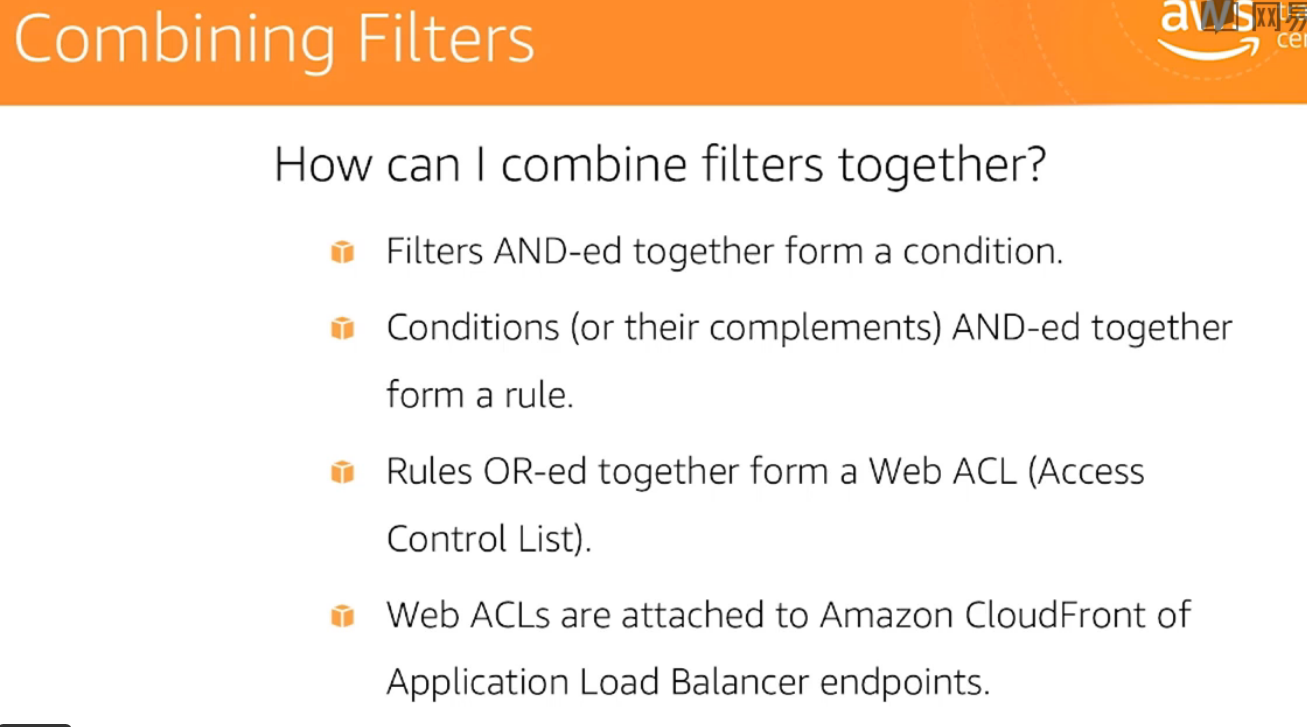 Combining Filters
aws
网易
How can I combine filters together?
Filters AND-ed together form a condition.
Conditions (or their complements) AND-ed together
form a rule.
Rules OR-ed together form a Web ACL (Access
Control List).
Web ACLs are attached to Amazon CloudFront of
Application Load Balancer endpoints.